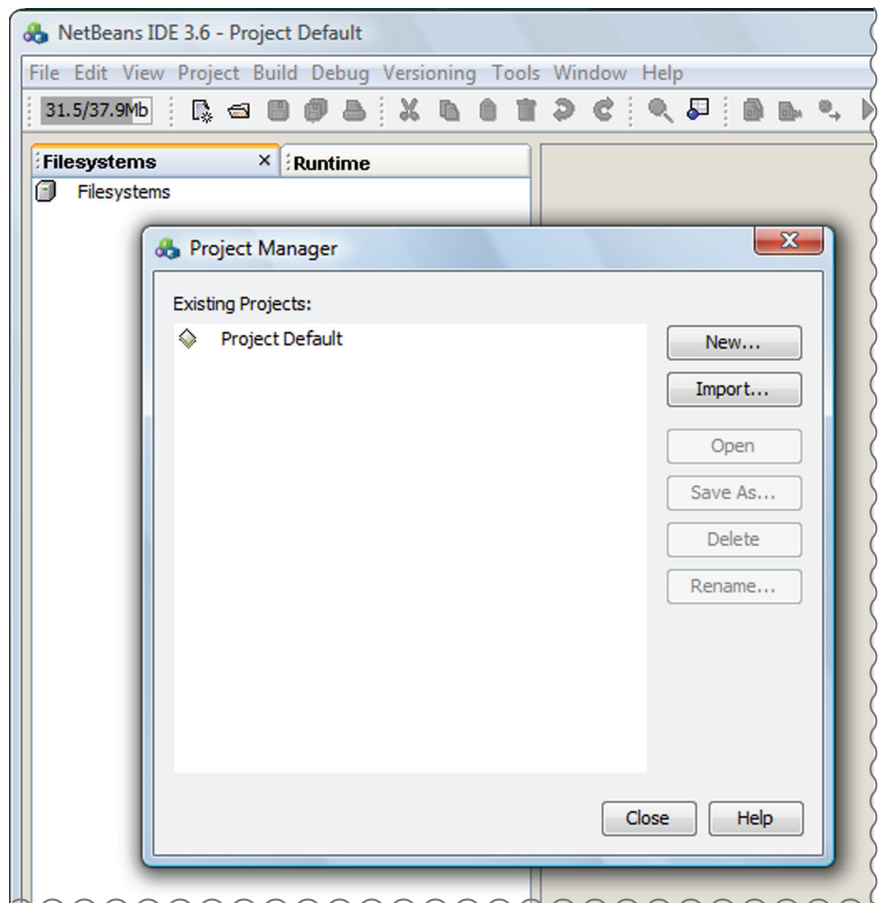 NetBeans IDE 3.6 - Project Default
File Edit View Project Build Debug Versioning Tools Window Help
31.5/37.9Mb
Filesystems × Runtime
Filesystems
Project Manager
Existing Projects:
Project Default
New...
Import...
Open
Save As...
Delete
Rename...
Close Help